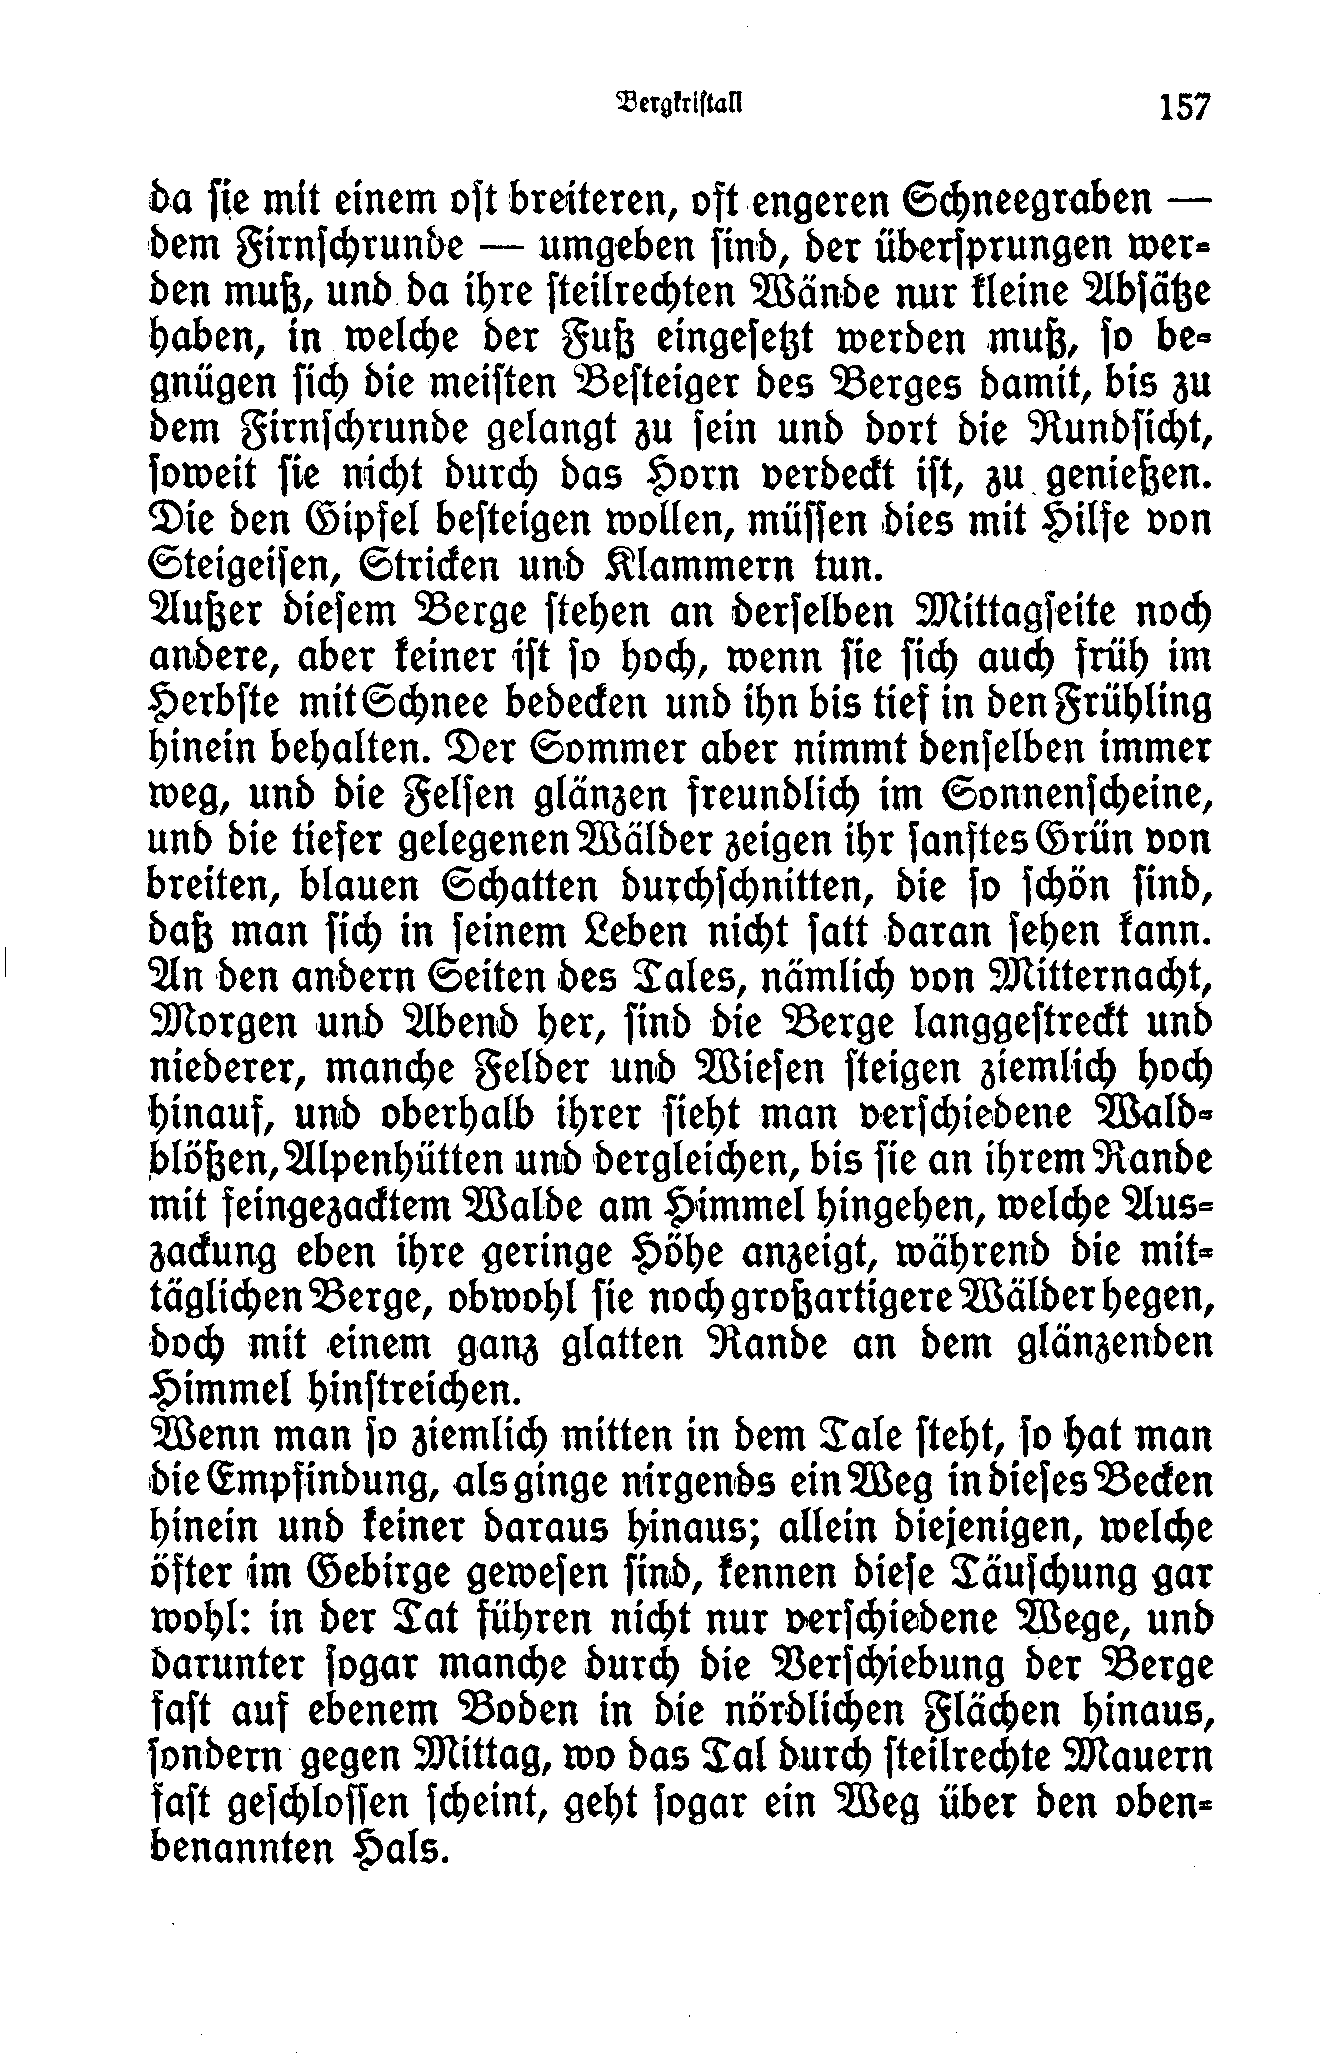 Bergkristall 157
da sie mit einem oft breiteren, oft engeren Schneegraben —
dem Firnschrunde — umgeben sind, der übersprungen wer-
den muß, und da ihre steilrechten Wände nur kleine Absätze
haben, in welche der Fuß eingesetzt werden muß, so be-
gnügen sich die meisten Besteiger des Berges damit, bis zu
dem Firnschrunde gelangt zu sein und dort die Rundsicht,
soweit sie nicht durch das Horn verdeckt ist, zu genießen.
Die den Gipfel besteigen wollen, müssen dies mit Hilfe von
Steigeisen, Stricken und Klammern tun.
Außer diesem Berge stehen an derselben Mittagseite noch
andere, aber keiner ist so hoch, wenn sie sich auch früh im
Herbste mit Schnee bedecken und ihn bis tief in den Frühling
hinein behalten. Der Sommer aber nimmt denselben immer
weg, und die Felsen glänzen freundlich im Sonnenscheine,
und die tiefer gelegenen Wälder zeigen ihr sanftes Grün von
breiten, blauen Schatten durchschnitten, die so schön sind,
daß man sich in seinem Leben nicht satt daran sehen kann.
An den andern Seiten des Tales, nämlich von Mitternacht,
Morgen und Abend her, sind die Berge langgestreckt und
niederer, manche Felder und Wiesen steigen ziemlich hoch
hinauf, und oberhalb ihrer sieht man verschiedene Wald-
blößen, Alpenhütten und dergleichen, bis sie an ihrem Rande
mit feingezacktem Walde am Himmel hingehen, welche Aus-
zackung eben ihre geringe Höhe anzeigt, während die mit-
täglichen Berge, obwohl sie noch großartigere Wälder hegen,
doch mit einem ganz glatten Rande an dem glänzenden
Himmel hinstreichen.
Wenn man so ziemlich mitten in dem Tale steht, so hat man
die Empfindung, als ginge nirgends ein Weg in dieses Becken
hinein und keiner daraus hinaus; allein diejenigen, welche
öfter im Gebirge gewesen sind, kennen diese Täuschung gar
wohl: in der Tat führen nicht nur verschiedene Wege, und
darunter sogar manche durch die Verschiebung der Berge
fast auf ebenem Boden in die nördlichen Flächen hinaus,
sondern gegen Mittag, wo das Tal durch steilrechte Mauern
fast geschlossen scheint, geht sogar ein Weg über den oben-
benannten Hals.